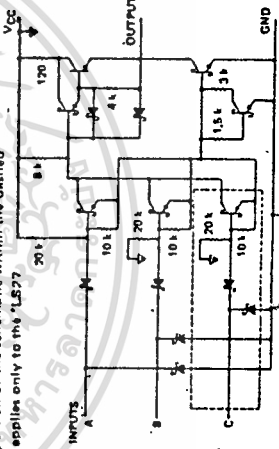 applies only to the 'LS27
VCC
20 k
8 k
120
INPUTS
A
10 k
4 k
OUTPUT
20 k
B
10 k
20 k
1.5 k
3 k
C
10 k
GND